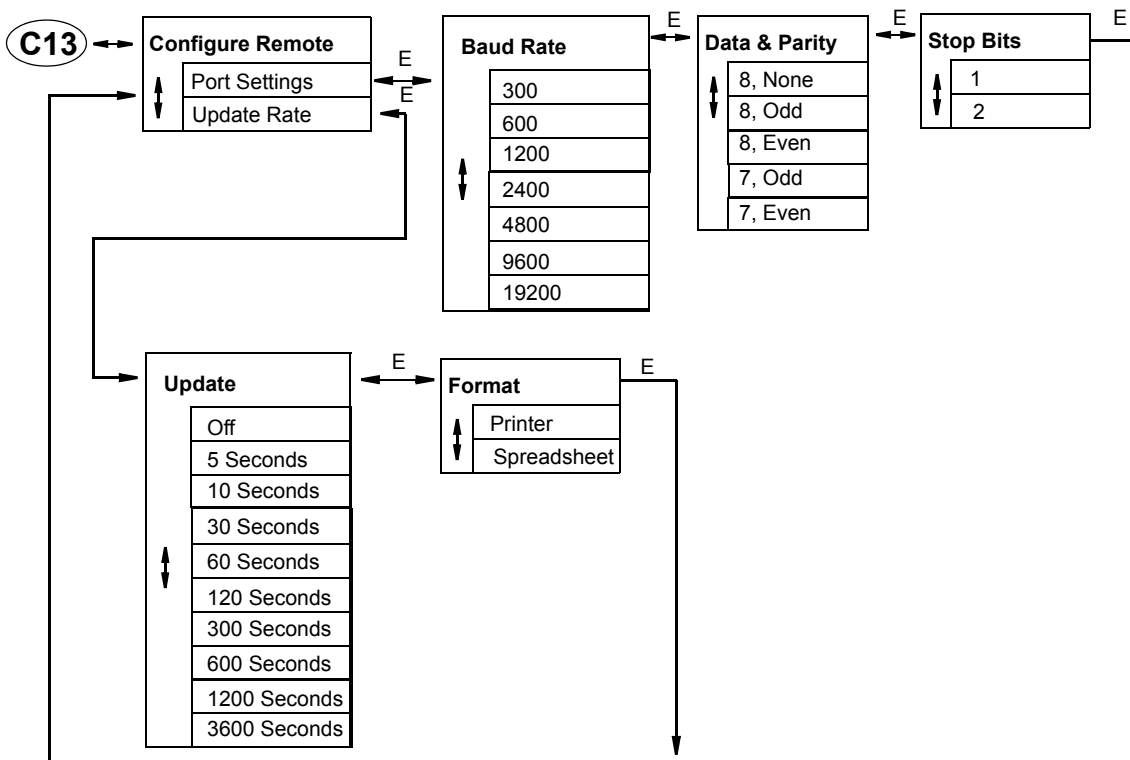 C13
Configure Remote
Port Settings
Update Rate
E
E
Baud Rate
300
600
1200
2400
4800
9600
19200
E
Data & Parity
8, None
8, Odd
8, Even
7, Odd
7, Even
E
Stop Bits
1
2
E
Update
Off
5 Seconds
10 Seconds
30 Seconds
60 Seconds
120 Seconds
300 Seconds
600 Seconds
1200 Seconds
3600 Seconds
E
Format
Printer
Spreadsheet
E